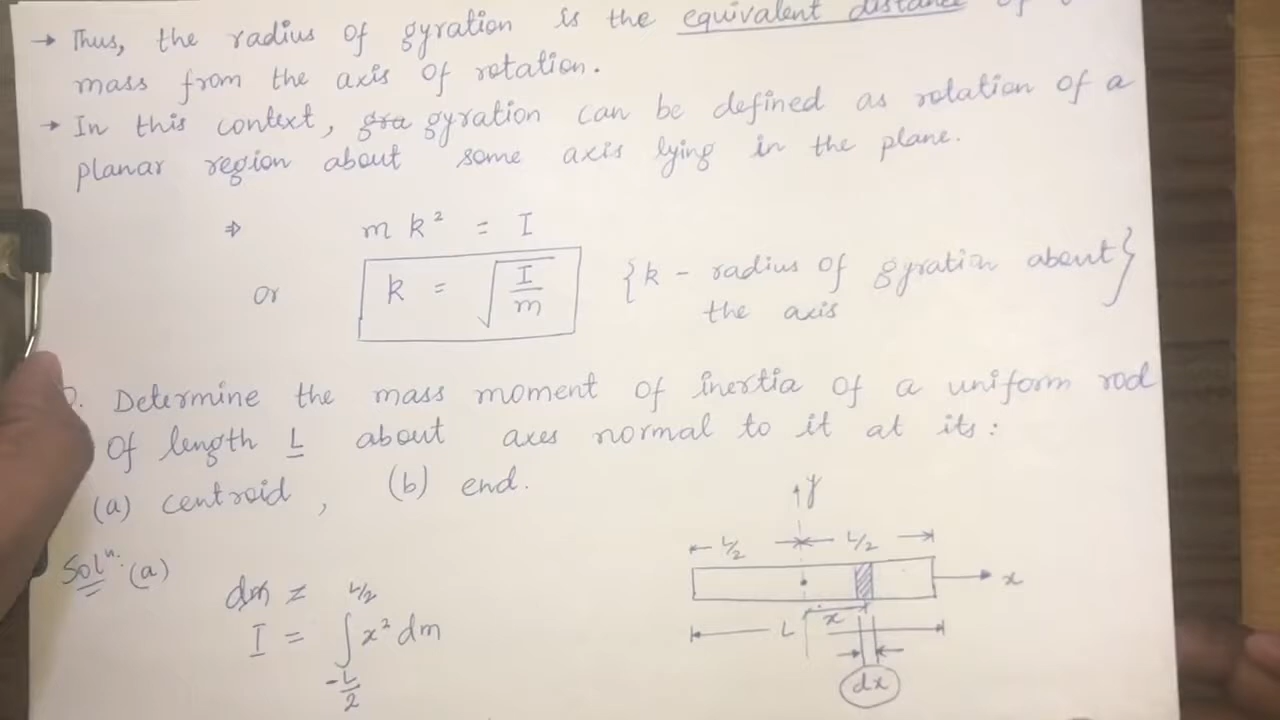 → Thus, the radius of gyration is the equivalent distance of
mass from the axis of rotation.
→ In this context, gra gyration can be defined as rotation of a
planar region about some axis lying in the plane.
⇒ m k² = I
or k = √(I/m) {k - radius of gyration about
the axis}
Determine the mass moment of inertia of a uniform rod
of length L about axes normal to it at its:
(a) centroid, (b) end.
Solⁿ: (a)
dm =
I = ∫_{-L/2}^{L/2} x² dm
y
L/2 L/2
x
x
L
dx